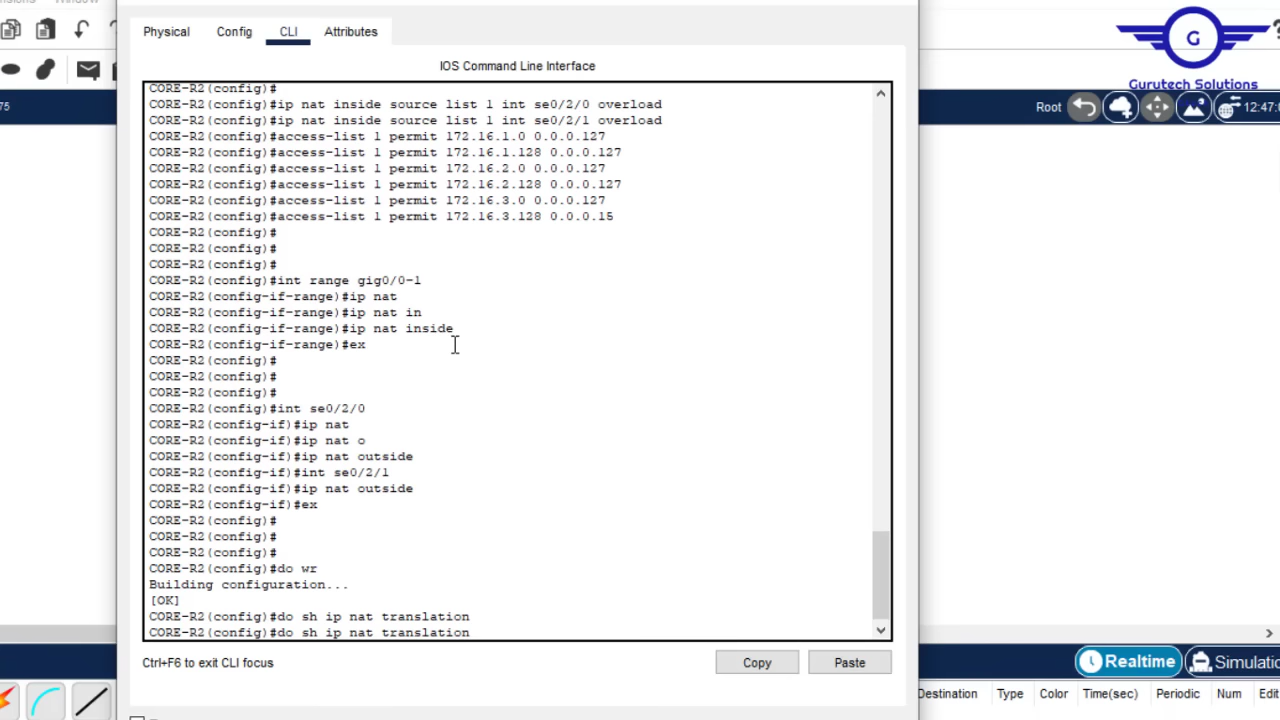 Physical
Config
CLI
Attributes
G
Gurutech Solutions
IOS Command Line Interface
75
Root
12:47:0
CORE-R2(config)#
CORE-R2(config)#ip nat inside source list 1 int se0/2/0 overload
CORE-R2(config)#ip nat inside source list 1 int se0/2/1 overload
CORE-R2(config)#access-list 1 permit 172.16.1.0 0.0.0.127
CORE-R2(config)#access-list 1 permit 172.16.1.128 0.0.0.127
CORE-R2(config)#access-list 1 permit 172.16.2.0 0.0.0.127
CORE-R2(config)#access-list 1 permit 172.16.2.128 0.0.0.127
CORE-R2(config)#access-list 1 permit 172.16.3.0 0.0.0.127
CORE-R2(config)#access-list 1 permit 172.16.3.128 0.0.0.15
CORE-R2(config)#
CORE-R2(config)#
CORE-R2(config)#
CORE-R2(config)#int range gig0/0-1
CORE-R2(config-if-range)#ip nat
CORE-R2(config-if-range)#ip nat in
CORE-R2(config-if-range)#ip nat inside
CORE-R2(config-if-range)#ex
CORE-R2(config)#
CORE-R2(config)#
CORE-R2(config)#
CORE-R2(config)#int se0/2/0
CORE-R2(config-if)#ip nat
CORE-R2(config-if)#ip nat o
CORE-R2(config-if)#ip nat outside
CORE-R2(config-if)#int se0/2/1
CORE-R2(config-if)#ip nat outside
CORE-R2(config-if)#ex
CORE-R2(config)#
CORE-R2(config)#
CORE-R2(config)#
CORE-R2(config)#do wr
Building configuration...
[OK]
CORE-R2(config)#do sh ip nat translation
CORE-R2(config)#do sh ip nat translation
Ctrl+F6 to exit CLI focus
Copy
Paste
Realtime
Simulatio
Destination
Type
Color
Time(sec)
Periodic
Num
Edit